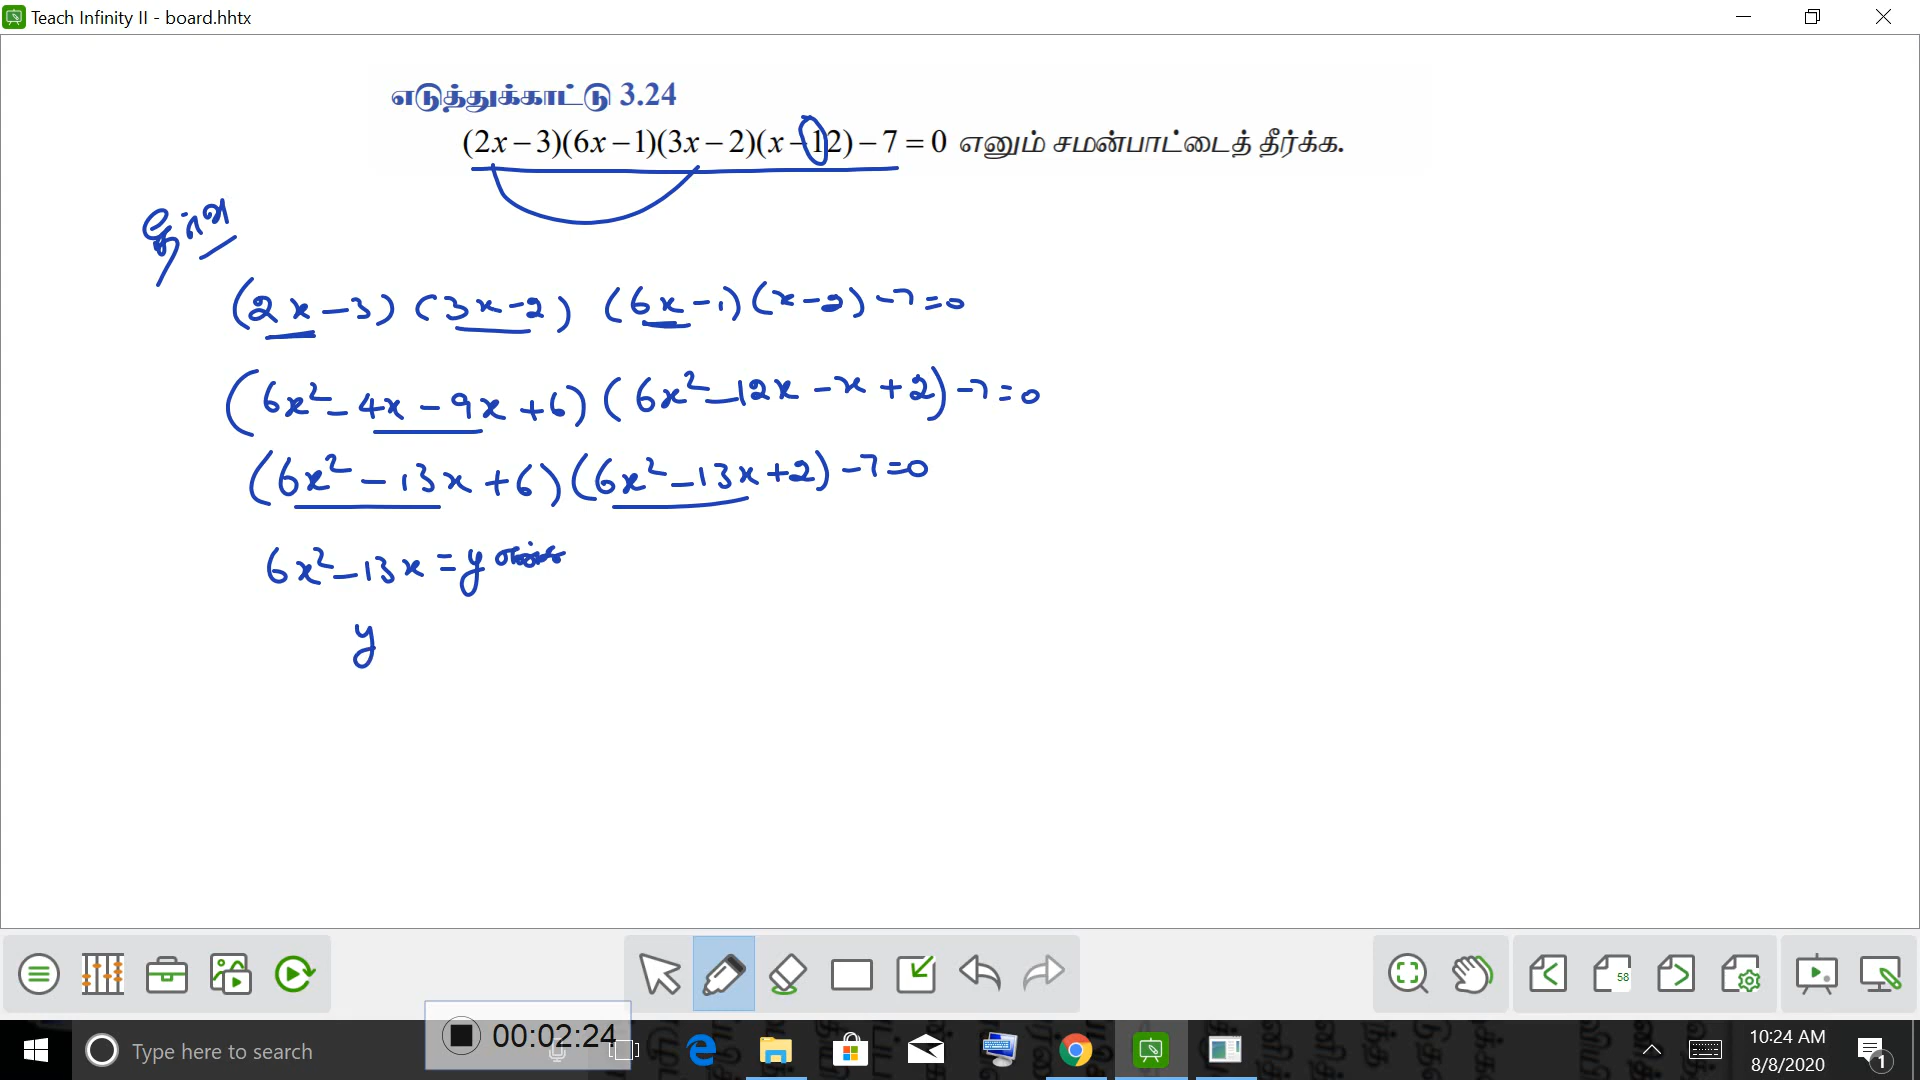 Teach Infinity II - board.hhtx
எடுத்துக்காட்டு 3.24
(2x – 3)(6x – 1)(3x – 2)(x – 12) – 7 = 0 எனும் சமன்பாட்டைத் தீர்க்க.
தீர்வு
(2x-3) (3x-2) (6x-1)(x-2) -7=0
(6x²-4x-9x+6) (6x²-12x-x+2) -7=0
(6x²-13x+6)(6x²-13x+2) -7=0
6x²-13x=y என்க
y
58
00:02:24
Type here to search
10:24 AM
8/8/2020
1